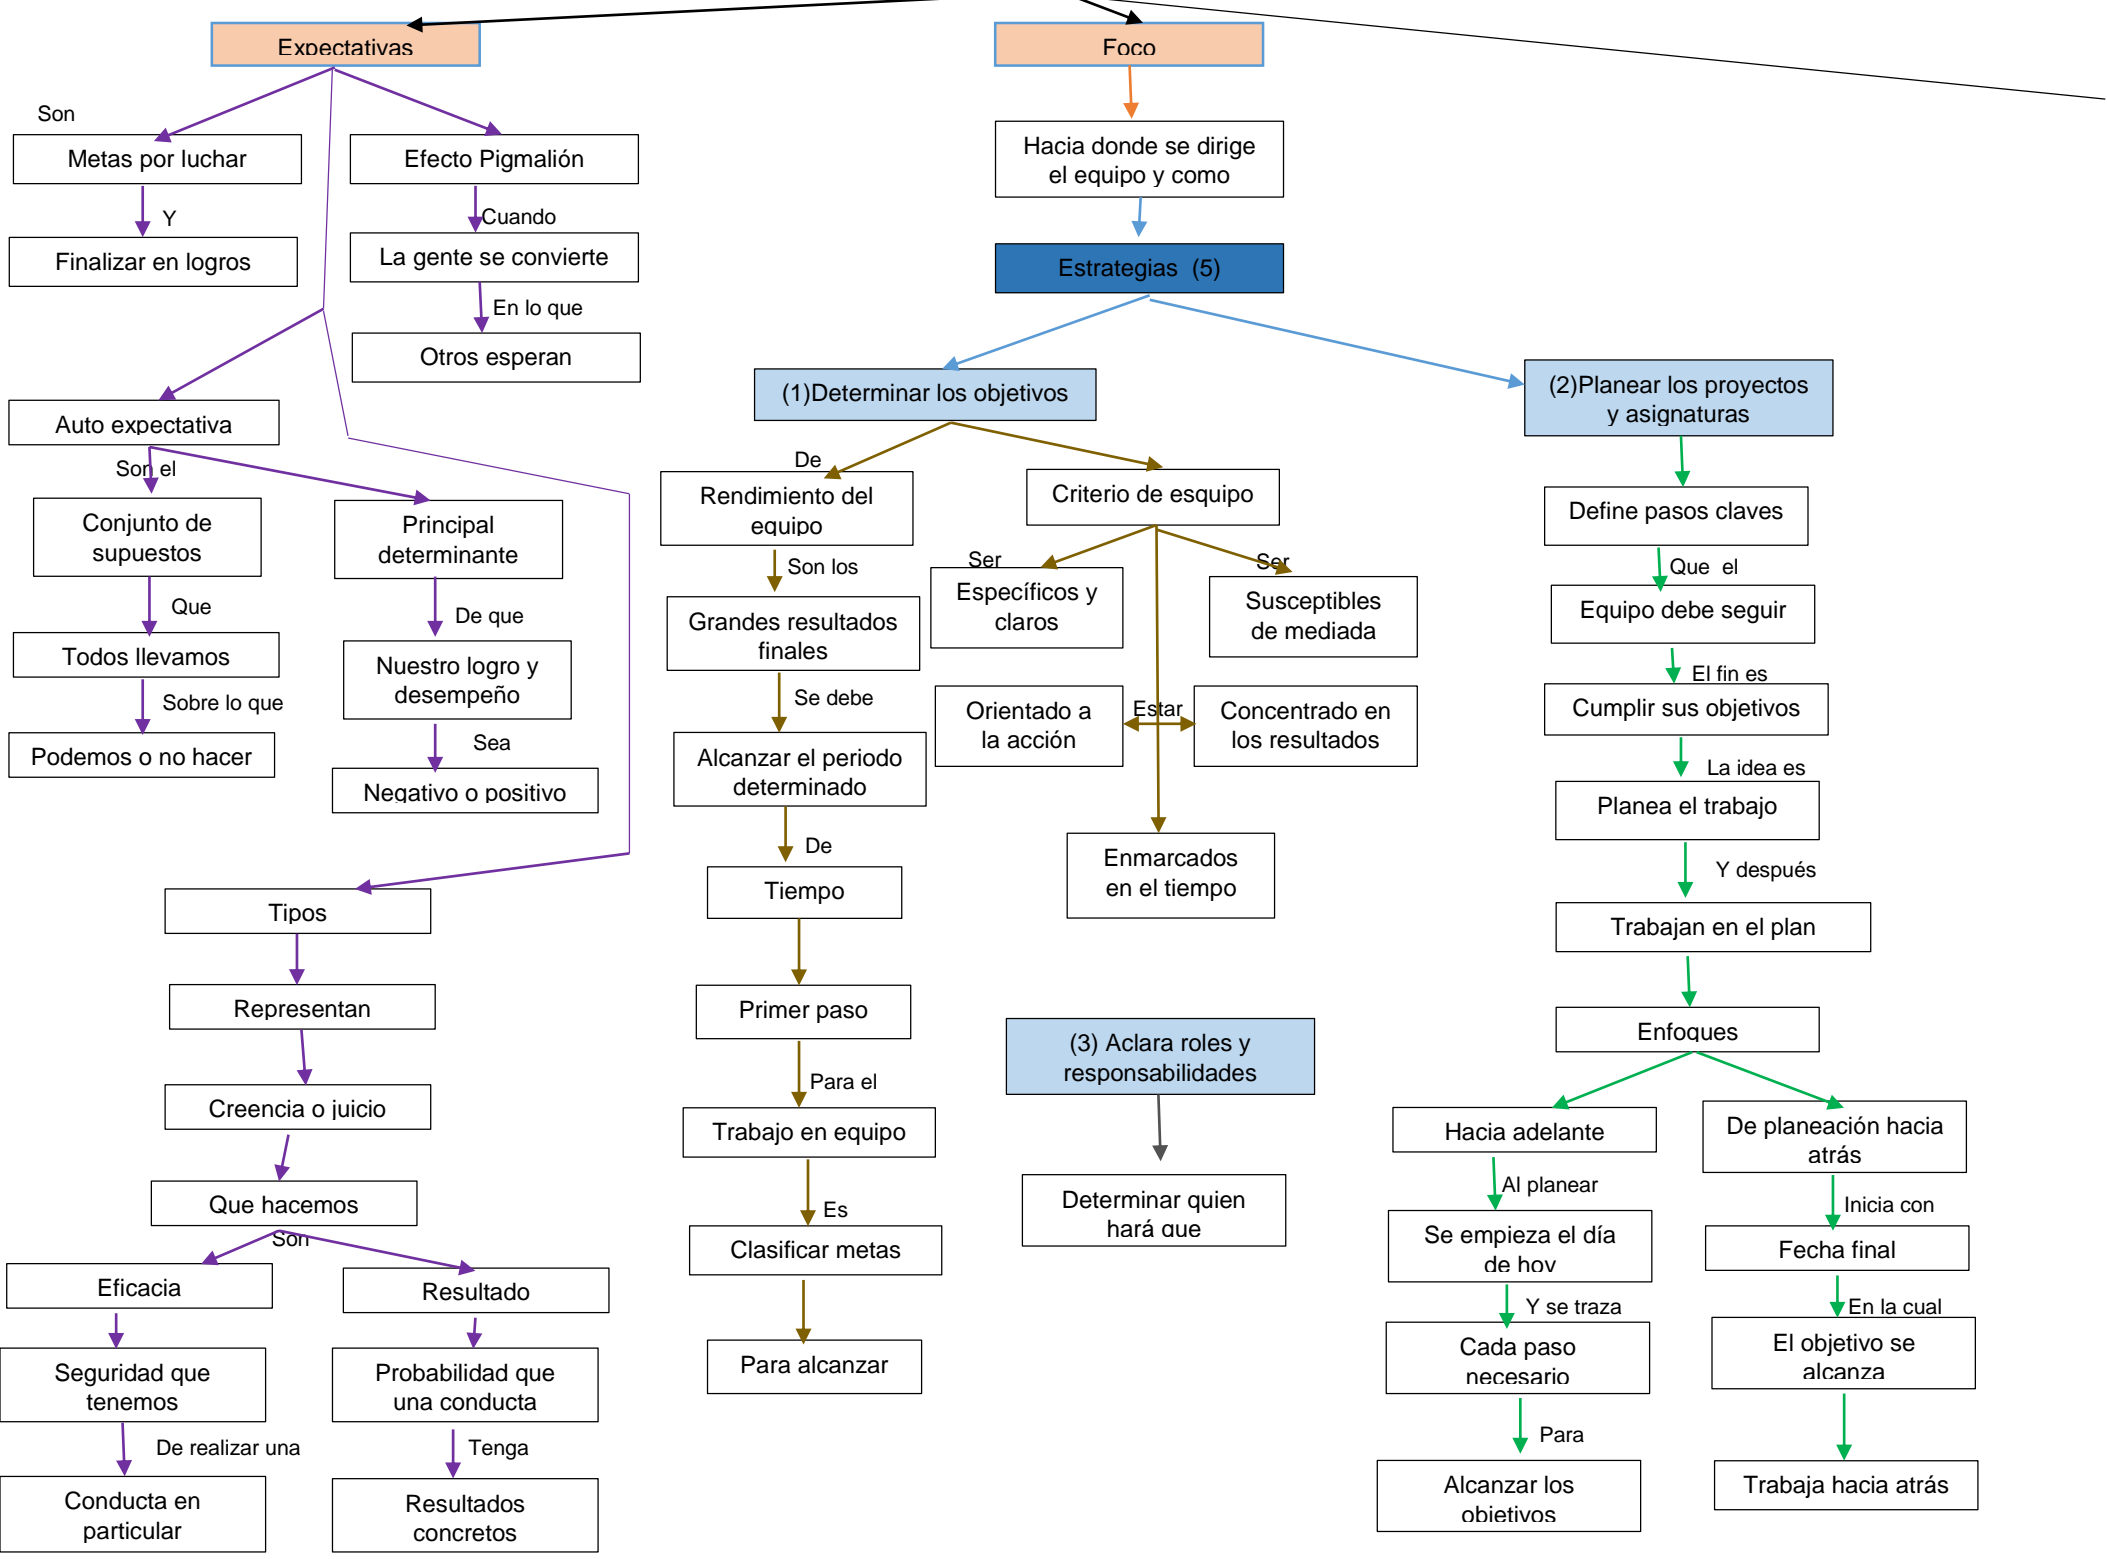 Expectativas
Son
Metas por luchar
Y
Finalizar en logros
Efecto Pigmalión
Cuando
La gente se convierte
En lo que
Otros esperan
Auto expectativa
Son el
Conjunto de
supuestos
Que
Todos llevamos
Sobre lo que
Podemos o no hacer
Principal
determinante
De que
Nuestro logro y
desempeño
Sea
Negativo o positivo
Tipos
Representan
Creencia o juicio
Que hacemos
Son
Eficacia
Seguridad que
tenemos
De realizar una
Conducta en
particular
Resultado
Probabilidad que
una conducta
Tenga
Resultados
concretos
Foco
Hacia donde se dirige
el equipo y como
Estrategias (5)
(1)Determinar los objetivos
De
Rendimiento del
equipo
Son los
Grandes resultados
finales
Se debe
Alcanzar el periodo
determinado
De
Tiempo
Primer paso
Para el
Trabajo en equipo
Es
Clasificar metas
Para alcanzar
Criterio de esquipo
Ser
Específicos y
claros
Ser
Susceptibles
de mediada
Orientado a
la acción
Estar
Concentrado en
los resultados
Enmarcados
en el tiempo
(3) Aclara roles y
responsabilidades
Determinar quien
hará que
(2)Planear los proyectos
y asignaturas
Define pasos claves
Que el
Equipo debe seguir
El fin es
Cumplir sus objetivos
La idea es
Planea el trabajo
Y después
Trabajan en el plan
Enfoques
Hacia adelante
Al planear
Se empieza el día
de hoy
Y se traza
Cada paso
necesario
Para
Alcanzar los
objetivos
De planeación hacia
atrás
Inicia con
Fecha final
En la cual
El objetivo se
alcanza
Trabaja hacia atrás